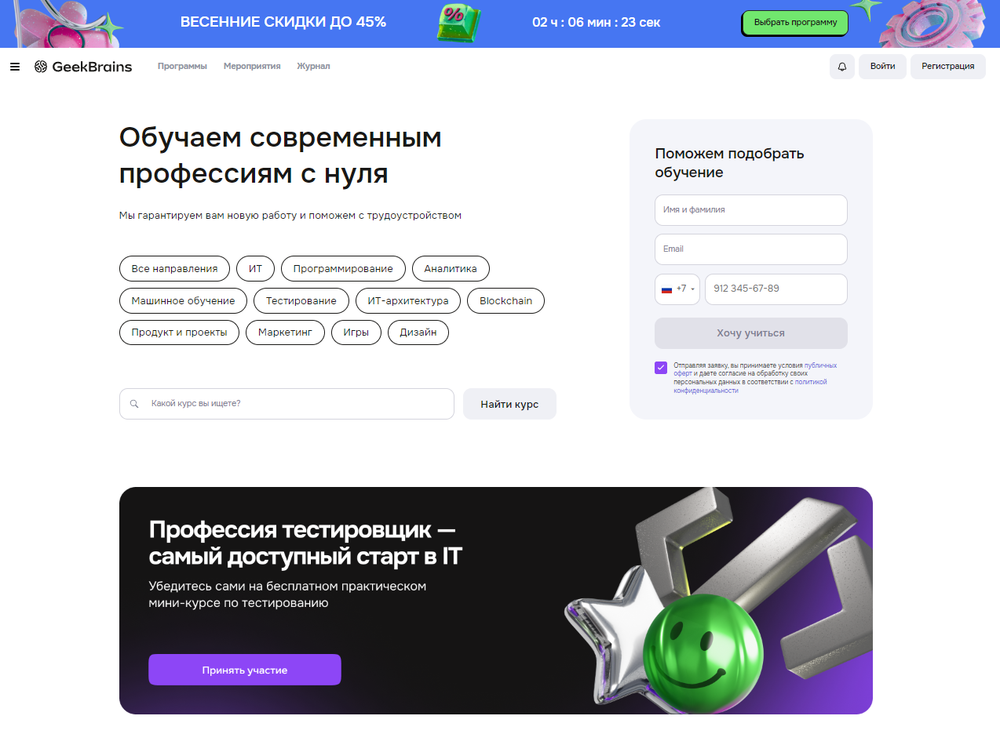 ВЕСЕННИЕ СКИДКИ ДО 45%
%
02 ч : 06 мин : 23 сек
Выбрать программу
GeekBrains
Программы
Мероприятия
Журнал
Войти
Регистрация
Обучаем современным
профессиям с нуля
Мы гарантируем вам новую работу и поможем с трудоустройством
Все направления
ИТ
Программирование
Аналитика
Машинное обучение
Тестирование
ИТ-архитектура
Blockchain
Продукт и проекты
Маркетинг
Игры
Дизайн
Какой курс вы ищете?
Найти курс
Поможем подобрать
обучение
Имя и фамилия
Email
+7
912 345-67-89
Хочу учиться
Отправляя заявку, вы принимаете условия публичных
оферт и даете согласие на обработку своих
персональных данных в соответствии с политикой
конфиденциальности
Профессия тестировщик —
самый доступный старт в IT
Убедитесь сами на бесплатном практическом
мини-курсе по тестированию
Принять участие